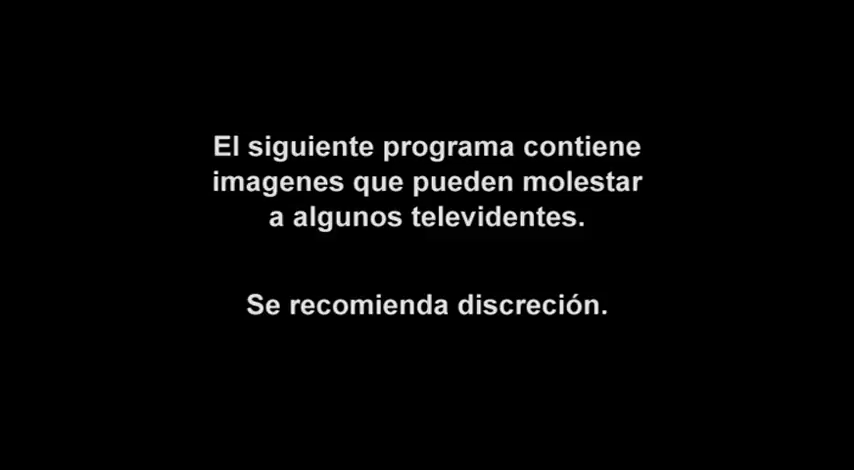 El siguiente programa contiene
imagenes que pueden molestar
a algunos televidentes.
Se recomienda discreción.